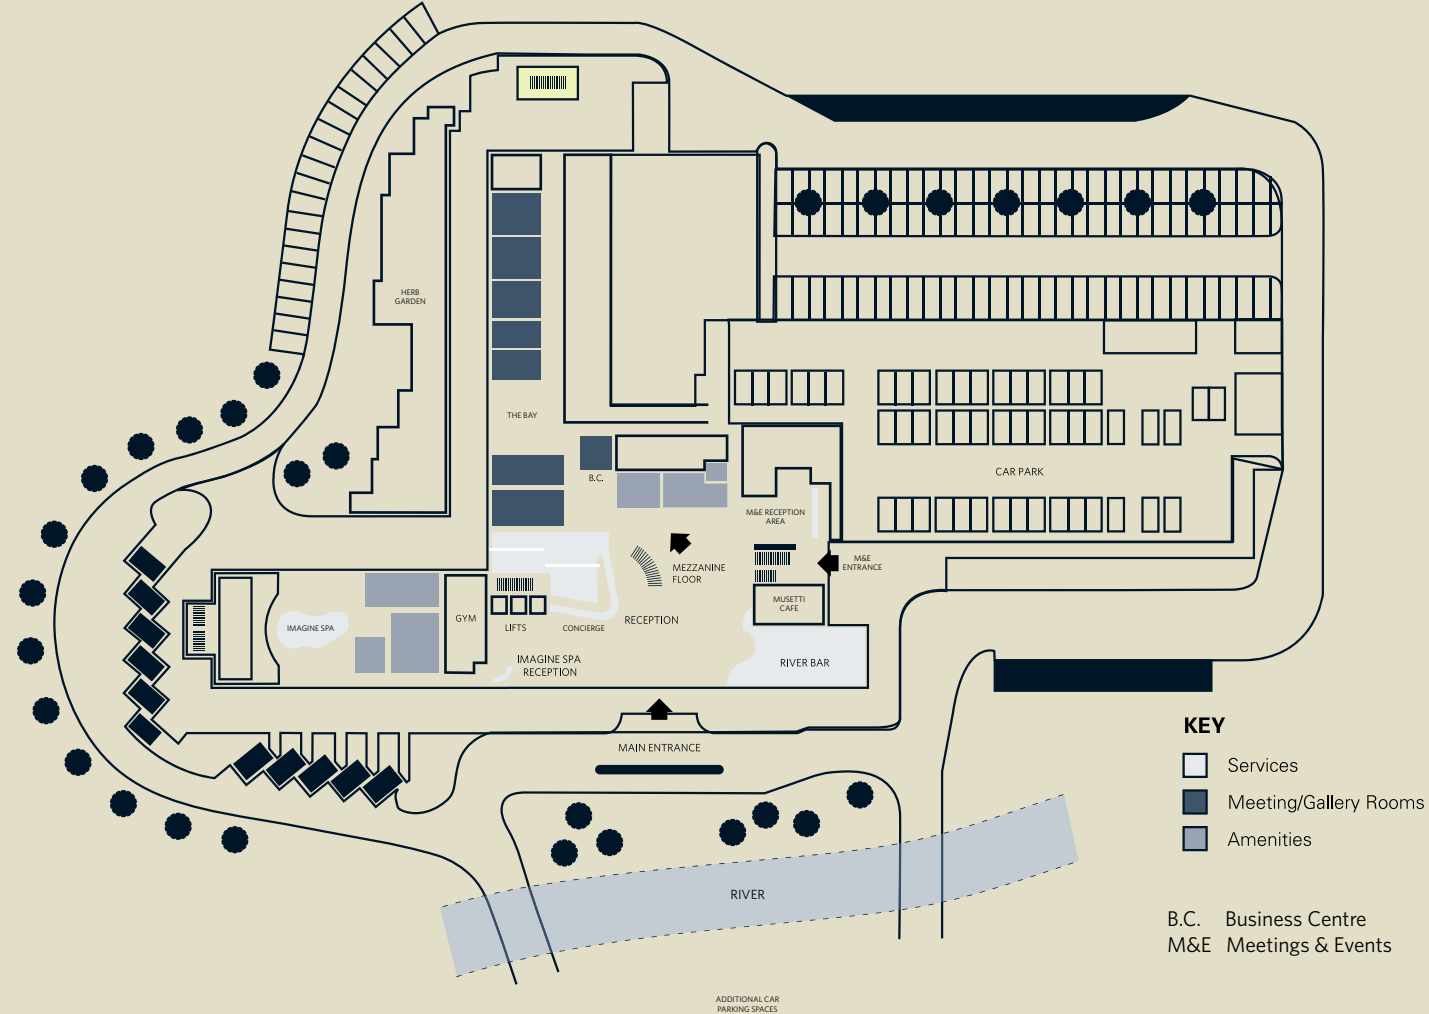 HERB
GARDEN
THE BAY
B.C.
CAR PARK
M&E RECEPTION
AREA
M&E
ENTRANCE
MEZZANINE
FLOOR
MUSETTI
CAFE
GYM
IMAGINE SPA
LIFTS
CONCIERGE
RECEPTION
IMAGINE SPA
RECEPTION
RIVER BAR
MAIN ENTRANCE
KEY
Services
Meeting/Gallery Rooms
Amenities
RIVER
B.C. Business Centre
M&E Meetings & Events
ADDITIONAL CAR
PARKING SPACES